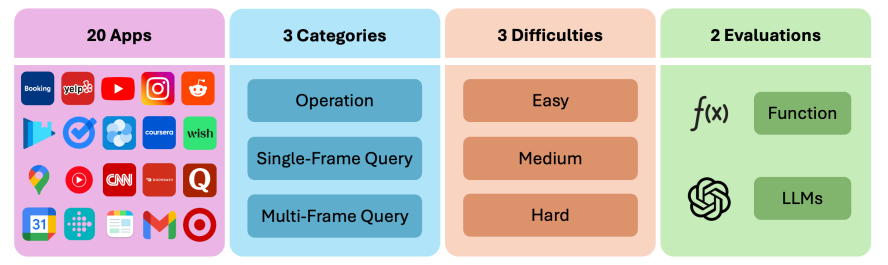 20 Apps
3 Categories
3 Difficulties
2 Evaluations
Booking
yelp
coursera
wish
CNN
DOORDASH
Q
31
Operation
Single-Frame Query
Multi-Frame Query
Easy
Medium
Hard
f(x)
Function
LLMs